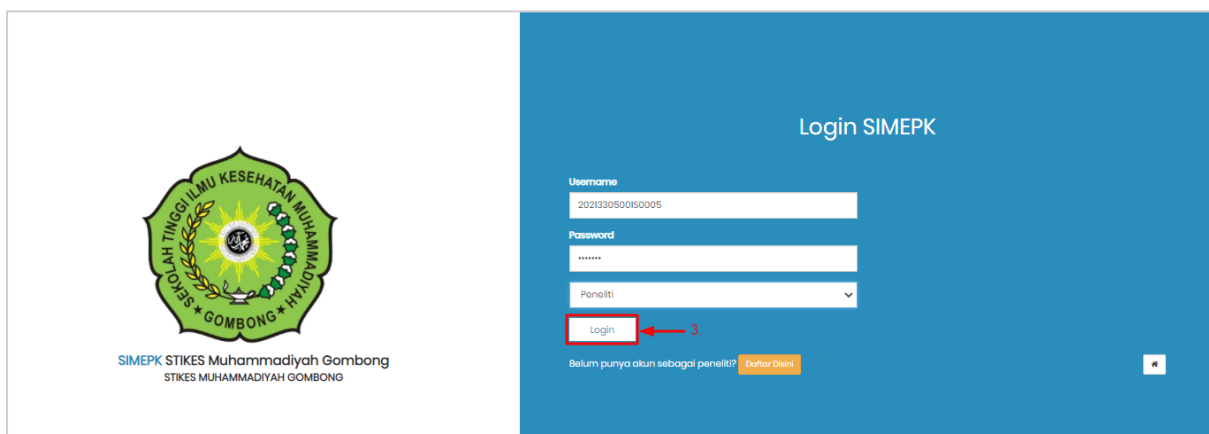 SEKOLAH TINGGI ILMU KESEHATAN MUHAMMADIYAH
GOMBONG
SIMEPK STIKES Muhammadiyah Gombong
STIKES MUHAMMADIYAH GOMBONG
Login SIMEPK
Username
20213305001S0005
Password
•••••••
Peneliti
Login
3.
Belum punya akun sebagai peneliti? Daftar Disini